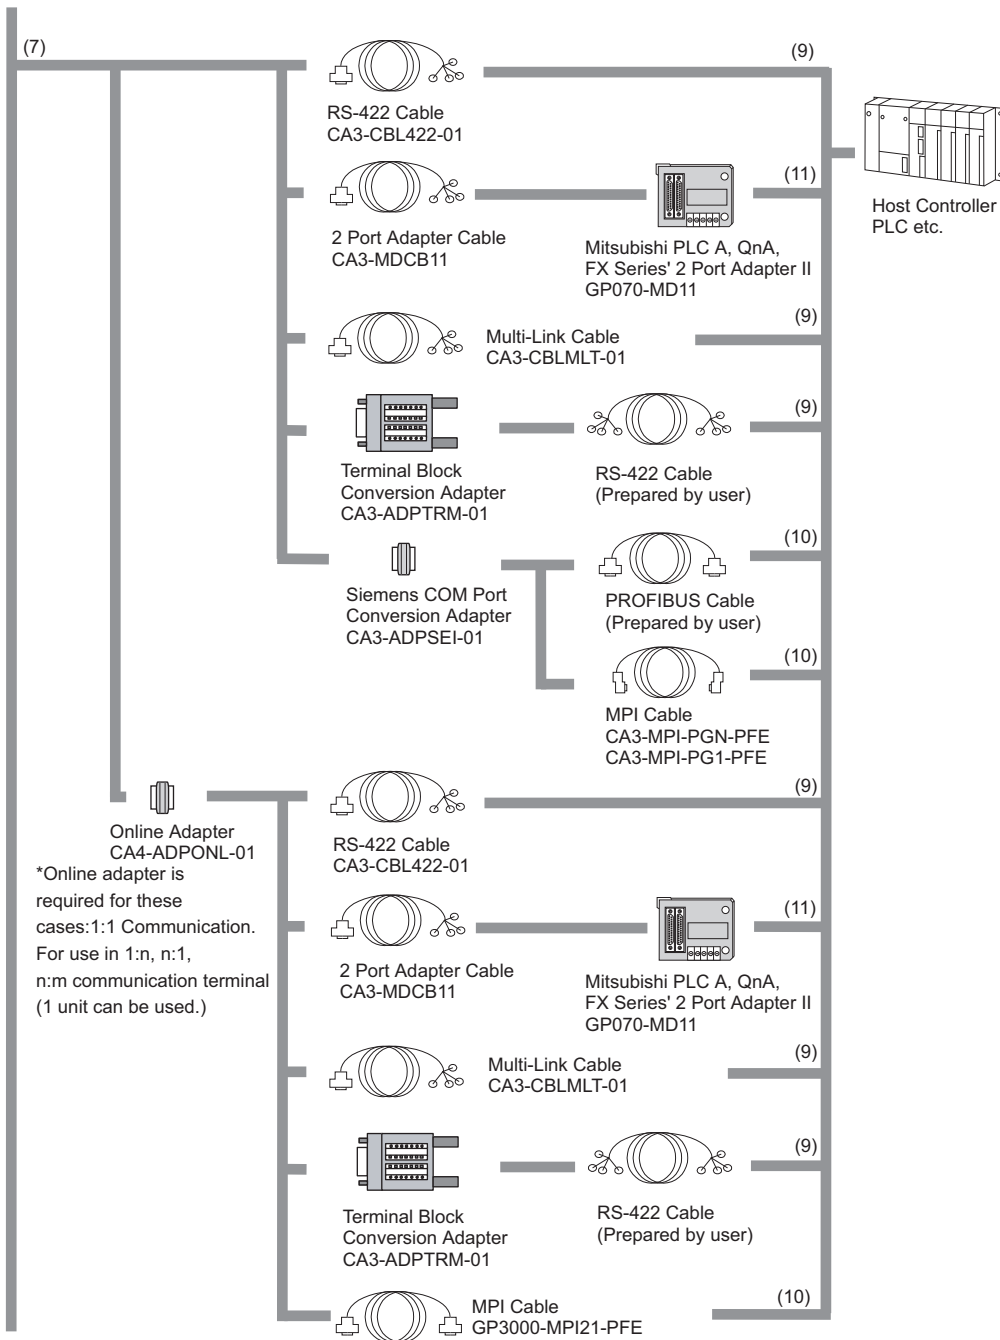 (7)
(9)
RS-422 Cable
CA3-CBL422-01
Host Controller
PLC etc.
(11)
2 Port Adapter Cable
CA3-MDCB11
Mitsubishi PLC A, QnA,
FX Series' 2 Port Adapter II
GP070-MD11
(9)
Multi-Link Cable
CA3-CBLMLT-01
(9)
Terminal Block
Conversion Adapter
CA3-ADPTRM-01
RS-422 Cable
(Prepared by user)
(10)
Siemens COM Port
Conversion Adapter
CA3-ADPSEI-01
PROFIBUS Cable
(Prepared by user)
(10)
MPI Cable
CA3-MPI-PGN-PFE
CA3-MPI-PG1-PFE
(9)
Online Adapter
CA4-ADPONL-01
*Online adapter is
required for these
cases:1:1 Communication.
For use in 1:n, n:1,
n:m communication terminal
(1 unit can be used.)
RS-422 Cable
CA3-CBL422-01
(11)
2 Port Adapter Cable
CA3-MDCB11
Mitsubishi PLC A, QnA,
FX Series' 2 Port Adapter II
GP070-MD11
(9)
Multi-Link Cable
CA3-CBLMLT-01
(9)
Terminal Block
Conversion Adapter
CA3-ADPTRM-01
RS-422 Cable
(Prepared by user)
(10)
MPI Cable
GP3000-MPI21-PFE